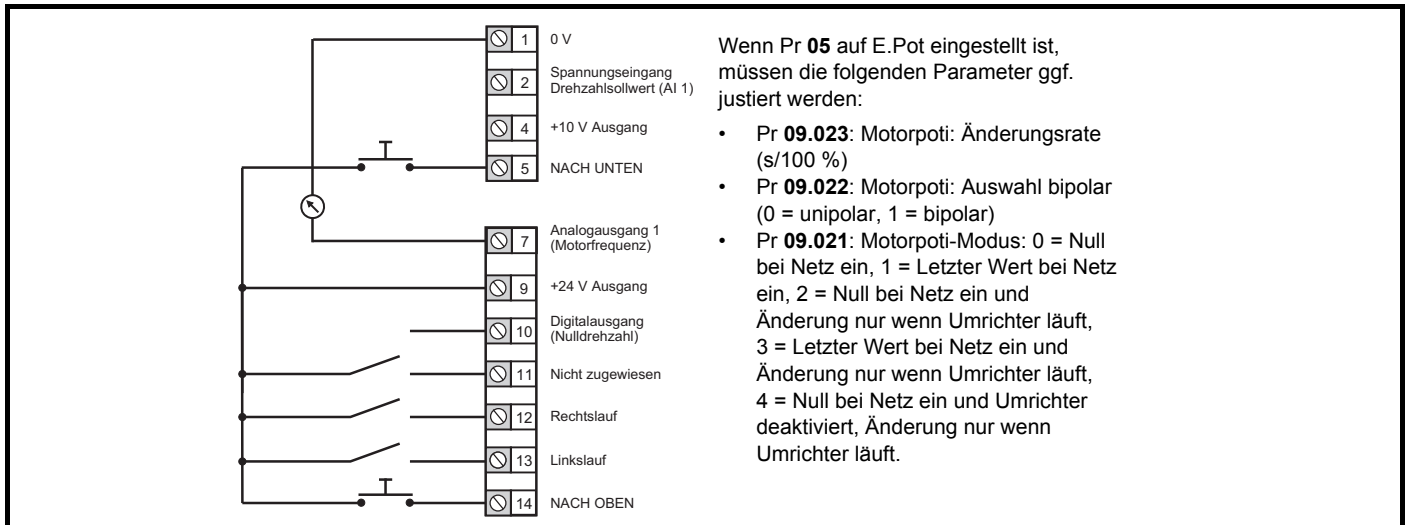 1 0 V
2 Spannungseingang
Drehzahlsollwert (AI 1)
4 +10 V Ausgang
5 NACH UNTEN
7 Analogausgang 1
(Motorfrequenz)
9 +24 V Ausgang
10 Digitalausgang
(Nulldrehzahl)
11 Nicht zugewiesen
12 Rechtslauf
13 Linkslauf
14 NACH OBEN
Wenn Pr 05 auf E.Pot eingestellt ist,
müssen die folgenden Parameter ggf.
justiert werden:
• Pr 09.023: Motorpoti: Änderungsrate
(s/100 %)
• Pr 09.022: Motorpoti: Auswahl bipolar
(0 = unipolar, 1 = bipolar)
• Pr 09.021: Motorpoti-Modus: 0 = Null
bei Netz ein, 1 = Letzter Wert bei Netz
ein, 2 = Null bei Netz ein und
Änderung nur wenn Umrichter läuft,
3 = Letzter Wert bei Netz ein und
Änderung nur wenn Umrichter läuft,
4 = Null bei Netz ein und Umrichter
deaktiviert, Änderung nur wenn
Umrichter läuft.